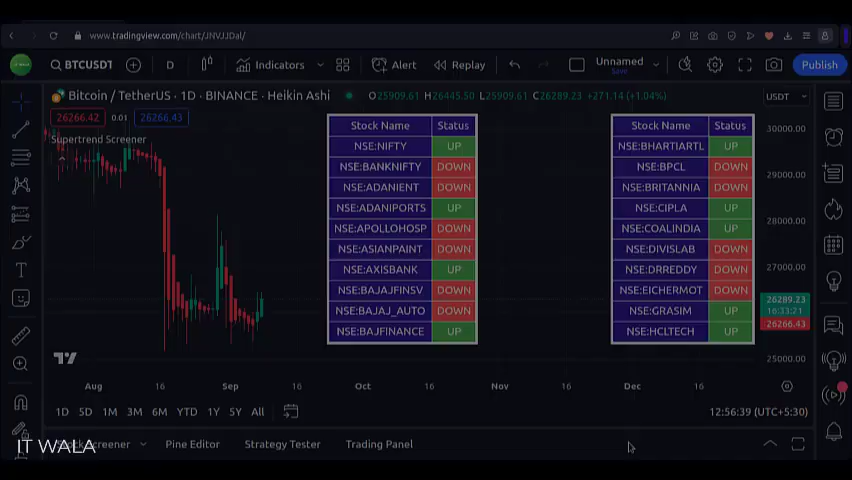 www.tradingview.com/chart/JNVJJDal/
IT WALA
BTCUSDT
D
Indicators
Alert
Replay
Unnamed
Save
Publish
Bitcoin / TetherUS · 1D · BINANCE · Heikin Ashi
O25909.61 H26445.50 L25909.61 C26289.23 +271.14 (+1.04%)
USDT
26266.42 0.01 26266.43
Supertrend Screener
Stock Name Status
NSE:NIFTY UP
NSE:BANKNIFTY DOWN
NSE:ADANIENT DOWN
NSE:ADANIPORTS UP
NSE:APOLLOHOSP DOWN
NSE:ASIANPAINT DOWN
NSE:AXISBANK UP
NSE:BAJAJFINSV DOWN
NSE:BAJAJ_AUTO DOWN
NSE:BAJFINANCE UP
Stock Name Status
NSE:BHARTIARTL UP
NSE:BPCL DOWN
NSE:BRITANNIA DOWN
NSE:CIPLA UP
NSE:COALINDIA UP
NSE:DIVISLAB DOWN
NSE:DRREDDY DOWN
NSE:EICHERMOT DOWN
NSE:GRASIM UP
NSE:HCLTECH UP
30000.00
29000.00
28000.00
27000.00
26289.23
16:33:21
26266.43
25000.00
Aug 16 Sep 16 Oct 16 Nov 16 Dec 16
1D 5D 1M 3M 6M YTD 1Y 5Y All
12:56:39 (UTC+5:30)
IT WALA
Screener Pine Editor Strategy Tester Trading Panel